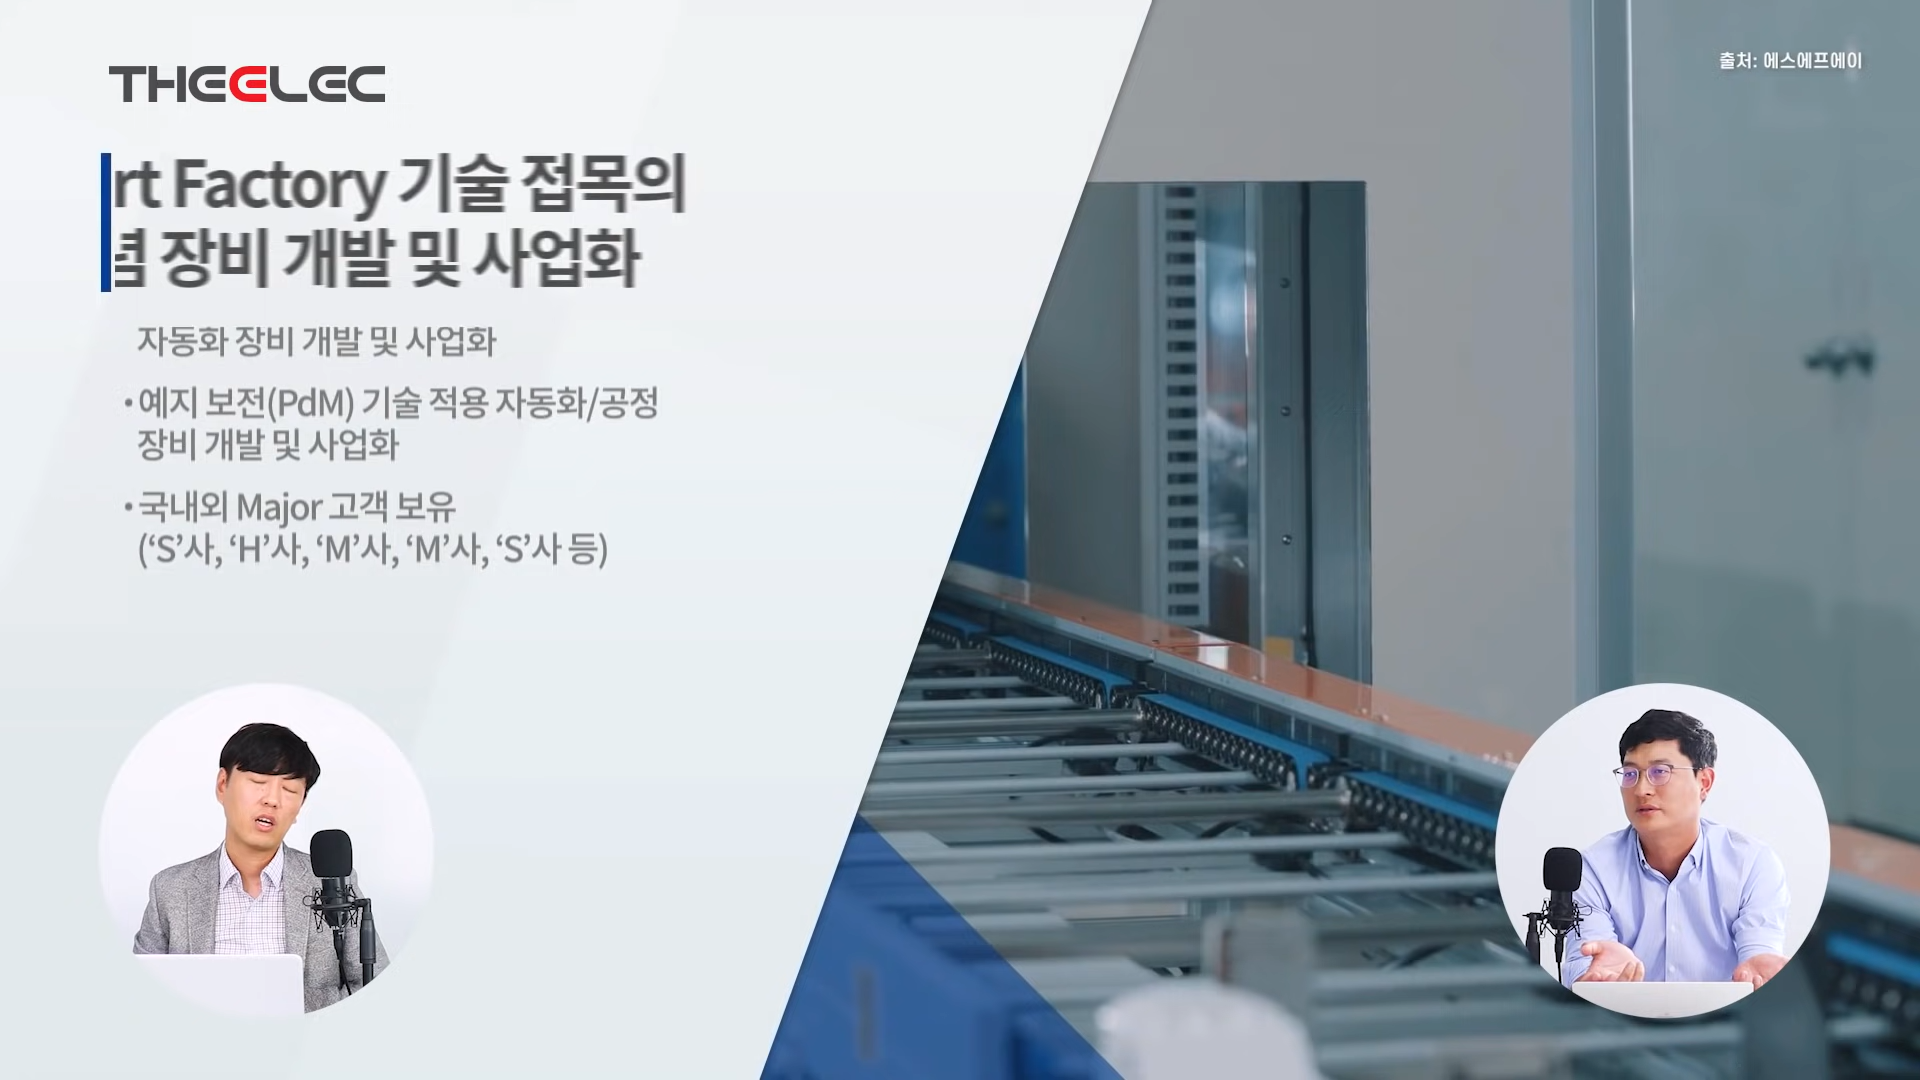 THEELEC
출처: 에스에프에이
rt Factory 기술 접목의
념 장비 개발 및 사업화
자동화 장비 개발 및 사업화
• 예지 보전(PdM) 기술 적용 자동화/공정
장비 개발 및 사업화
• 국내외 Major 고객 보유
(‘S’사, ‘H’사, ‘M’사, ‘M’사, ‘S’사 등)